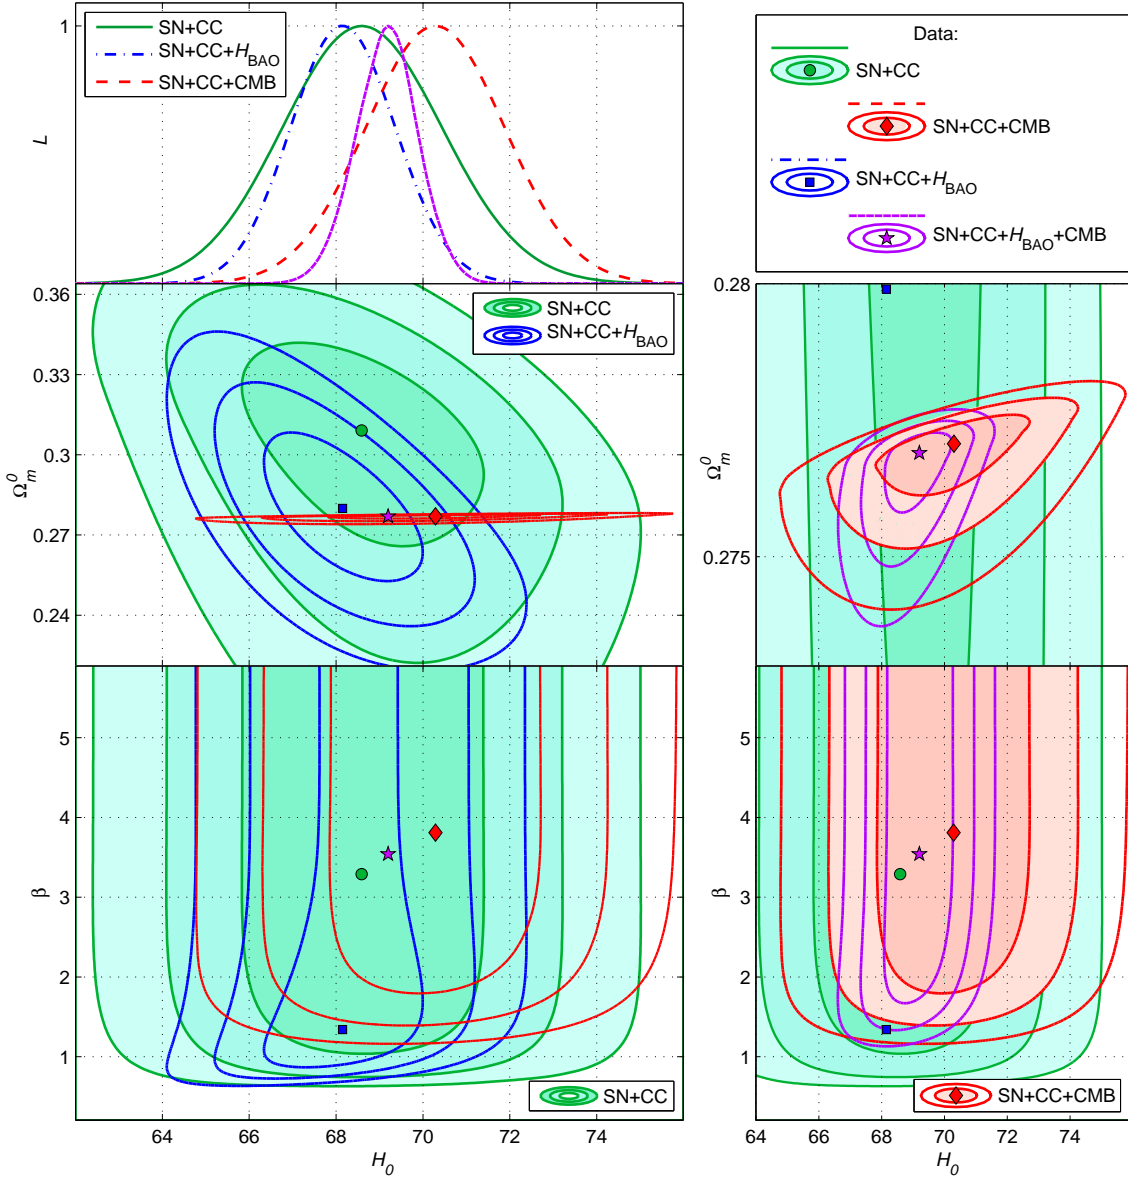 SN+CC
SN+CC+H_BAO
SN+CC+CMB
1
L
Data:
SN+CC
SN+CC+CMB
SN+CC+H_BAO
SN+CC+H_BAO+CMB
0.36
0.33
0.3
0.27
0.24
Ω_m^0
SN+CC
SN+CC+H_BAO
0.28
0.275
Ω_m^0
5
4
3
2
1
β
SN+CC
64 66 68 70 72 74
H_0
5
4
3
2
1
β
SN+CC+CMB
64 66 68 70 72 74
H_0